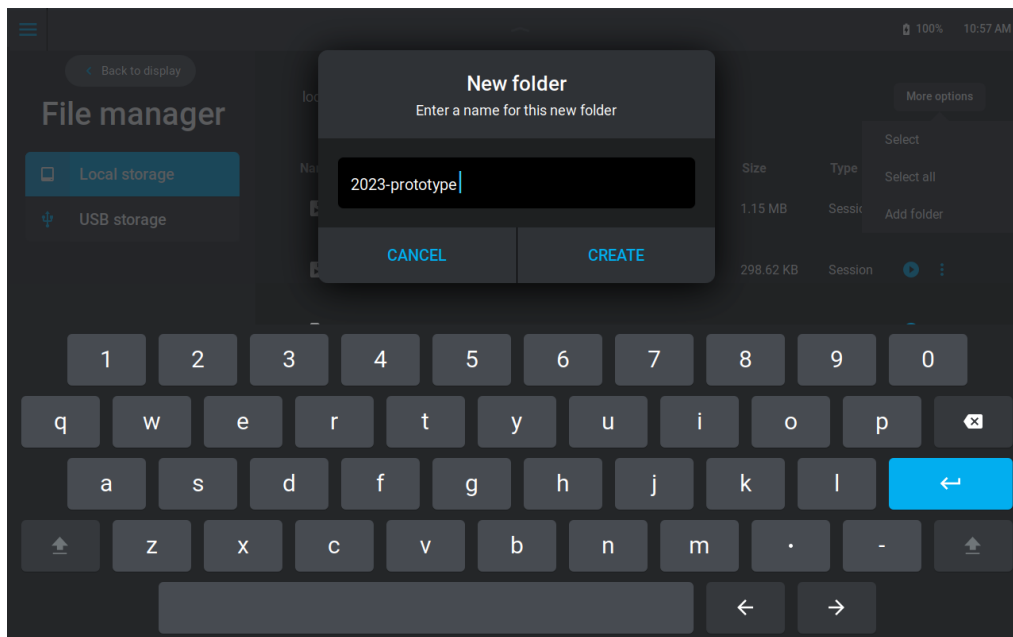 100% 10:57 AM
Back to display
File manager
Local storage
USB storage
More options
Select
Select all
Add folder
Size Type
1.15 MB
298.62 KB Session
New folder
Enter a name for this new folder
2023-prototype
CANCEL CREATE
1 2 3 4 5 6 7 8 9 0
q w e r t y u i o p
a s d f g h j k l
z x c v b n m . -